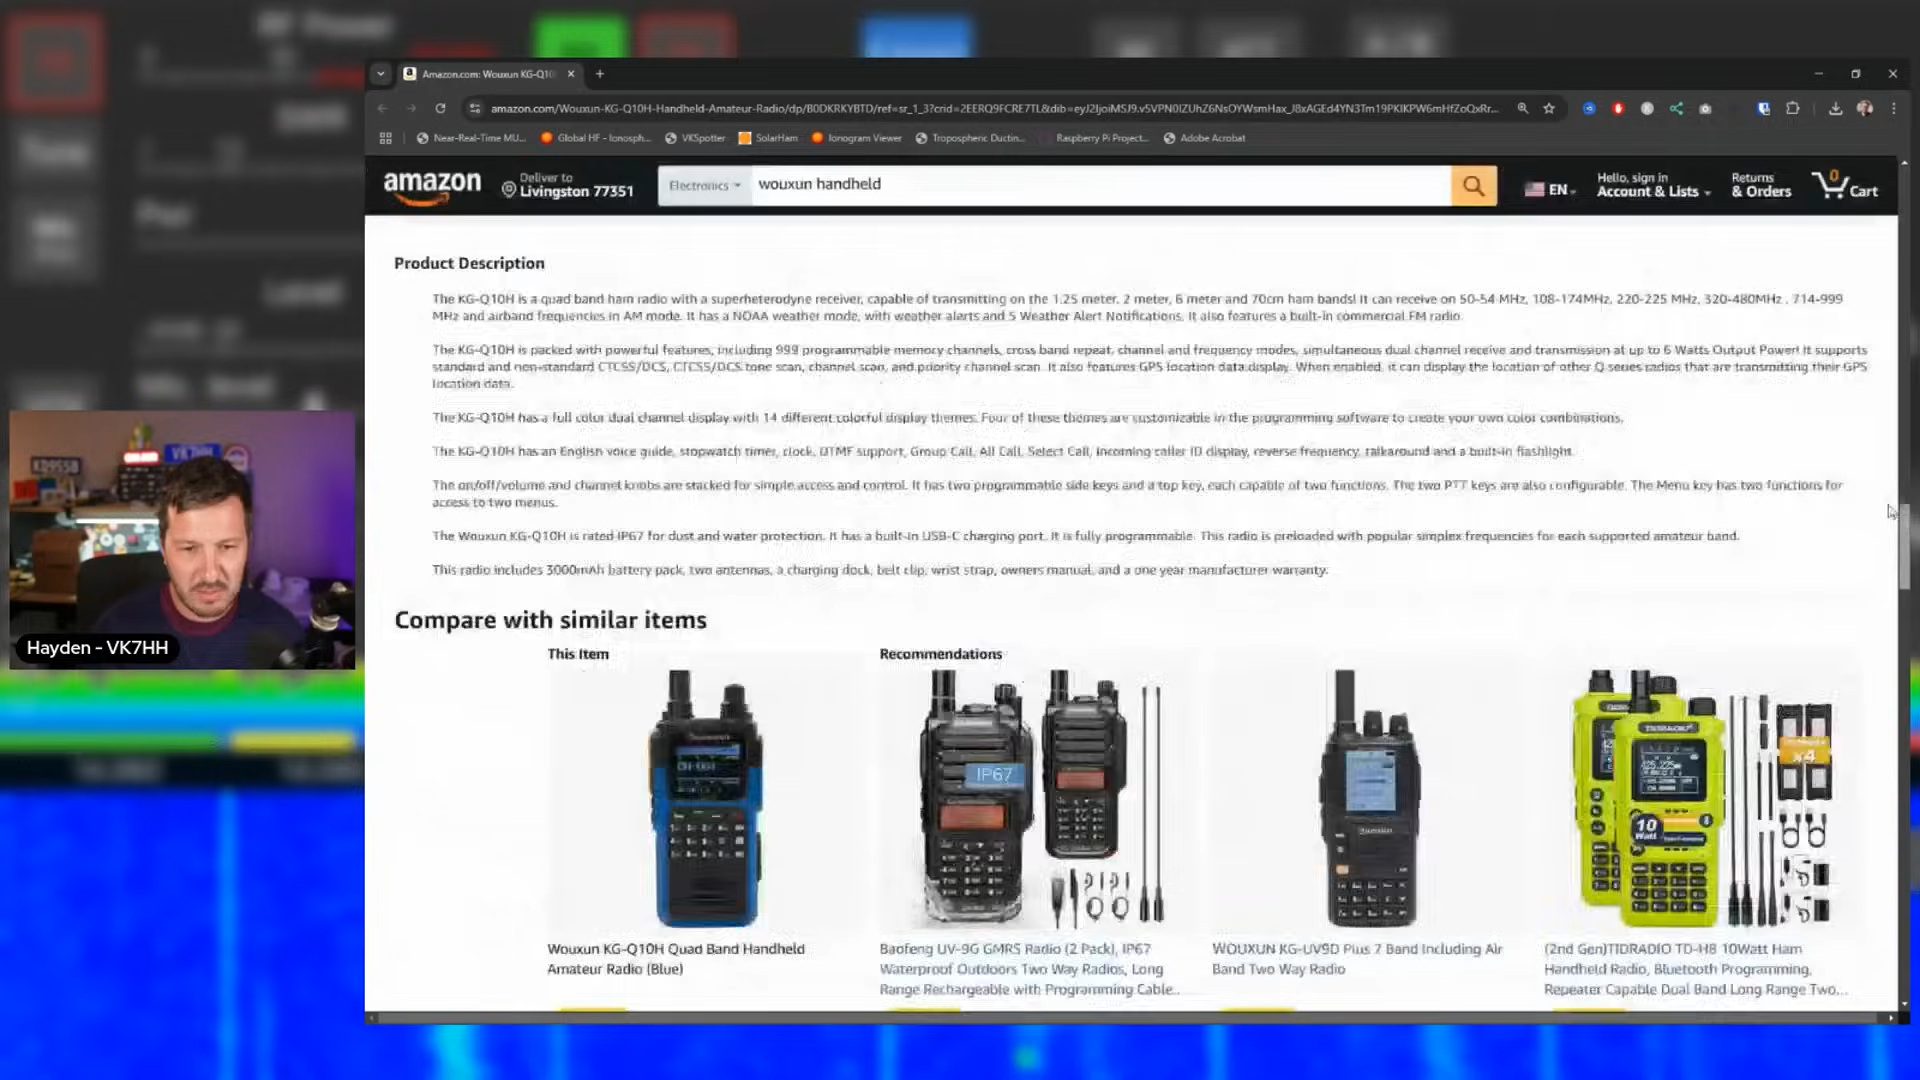 Amazon.com: Wouxun KG-Q10
amazon.com/Wouxun-KG-Q10H-Handheld-Amateur-Radio/dp/B0DKRKYBTD/ref=sr_1_3?crid=2EERQ9FCRE7TL&dib=
Near-Real-Time MU... Global HF - Ionosph... VKSpotter SolarHam Ionogram Viewer Tropospheric Ductin... Raspberry Pi Project... Adobe Acrobat
amazon Deliver to Livingston 77351 Electronics wouxun handheld EN Hello, sign in Account & Lists Returns & Orders 0 Cart
Product Description
The KG-Q10H is a quad band ham radio with a superheterodyne receiver, capable of transmitting on the 1.25 meter, 2 meter, 6 meter and 70cm ham bands! It can receive on 50-54 MHz, 108-174MHz, 220-225 MHz, 320-480MHz , 714-999
MHz and airband frequencies in AM mode. It has a NOAA weather mode, with weather alerts and 5 Weather Alert Notifications. It also features a built-in commercial FM radio.
The KG-Q10H is packed with powerful features, including 999 programmable memory channels, cross band repeat, channel and frequency modes, simultaneous dual channel receive and transmission at up to 6 Watts Output Power! It supports
standard and non-standard CTCSS/DCS, CTCSS/DCS tone scan, channel scan, and priority channel scan. It also features GPS location data display. When enabled, it can display the location of other Q series radios that are transmitting their GPS
location data.
The KG-Q10H has a full color dual channel display with 14 different colorful display themes. Four of these themes are customizable in the programming software to create your own color combinations.
The KG-Q10H has an English voice guide, stopwatch timer, clock, DTMF support, Group Call, All Call, Select Call, incoming caller ID display, reverse frequency, talkaround and a built-in flashlight.
The on/off/volume and channel knobs are stacked for simple access and control. It has two programmable side keys and a top key, each capable of two functions. The two PTT keys are also configurable. The Menu key has two functions for
access to two menus.
The Wouxun KG-Q10H is rated IP67 for dust and water protection. It has a built-in USB-C charging port. It is fully programmable. This radio is preloaded with popular simplex frequencies for each supported amateur band.
This radio includes 3000mAh battery pack, two antennas, a charging dock, belt clip, wrist strap, owners manual, and a one year manufacturer warranty.
Compare with similar items
This Item
Recommendations
IP67
10 Watt
x4
Wouxun KG-Q10H Quad Band Handheld
Amateur Radio (Blue)
Baofeng UV-9G GMRS Radio (2 Pack), IP67
Waterproof Outdoors Two Way Radios, Long
Range Rechargeable with Programming Cable..
WOUXUN KG-UV9D Plus 7 Band Including Air
Band Two Way Radio
(2nd Gen)TIDRADIO TD-H8 10Watt Ham
Handheld Radio, Bluetooth Programming,
Repeater Capable Dual Band Long Range Two...
KD9SSB
VK7HH
Hayden - VK7HH
RF Power
Level
Mic. level